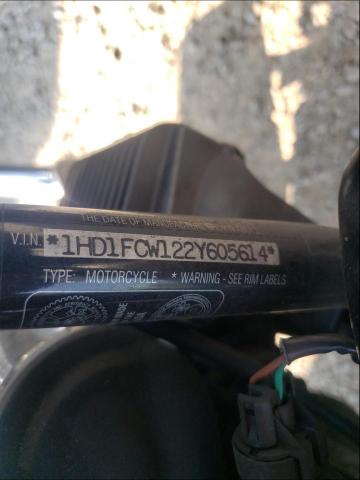 THE DATE OF MANUFACTURE
V.I.N. *1HD1FCW122Y605614*
TYPE: MOTORCYCLE * WARNING - SEE RIM LABELS